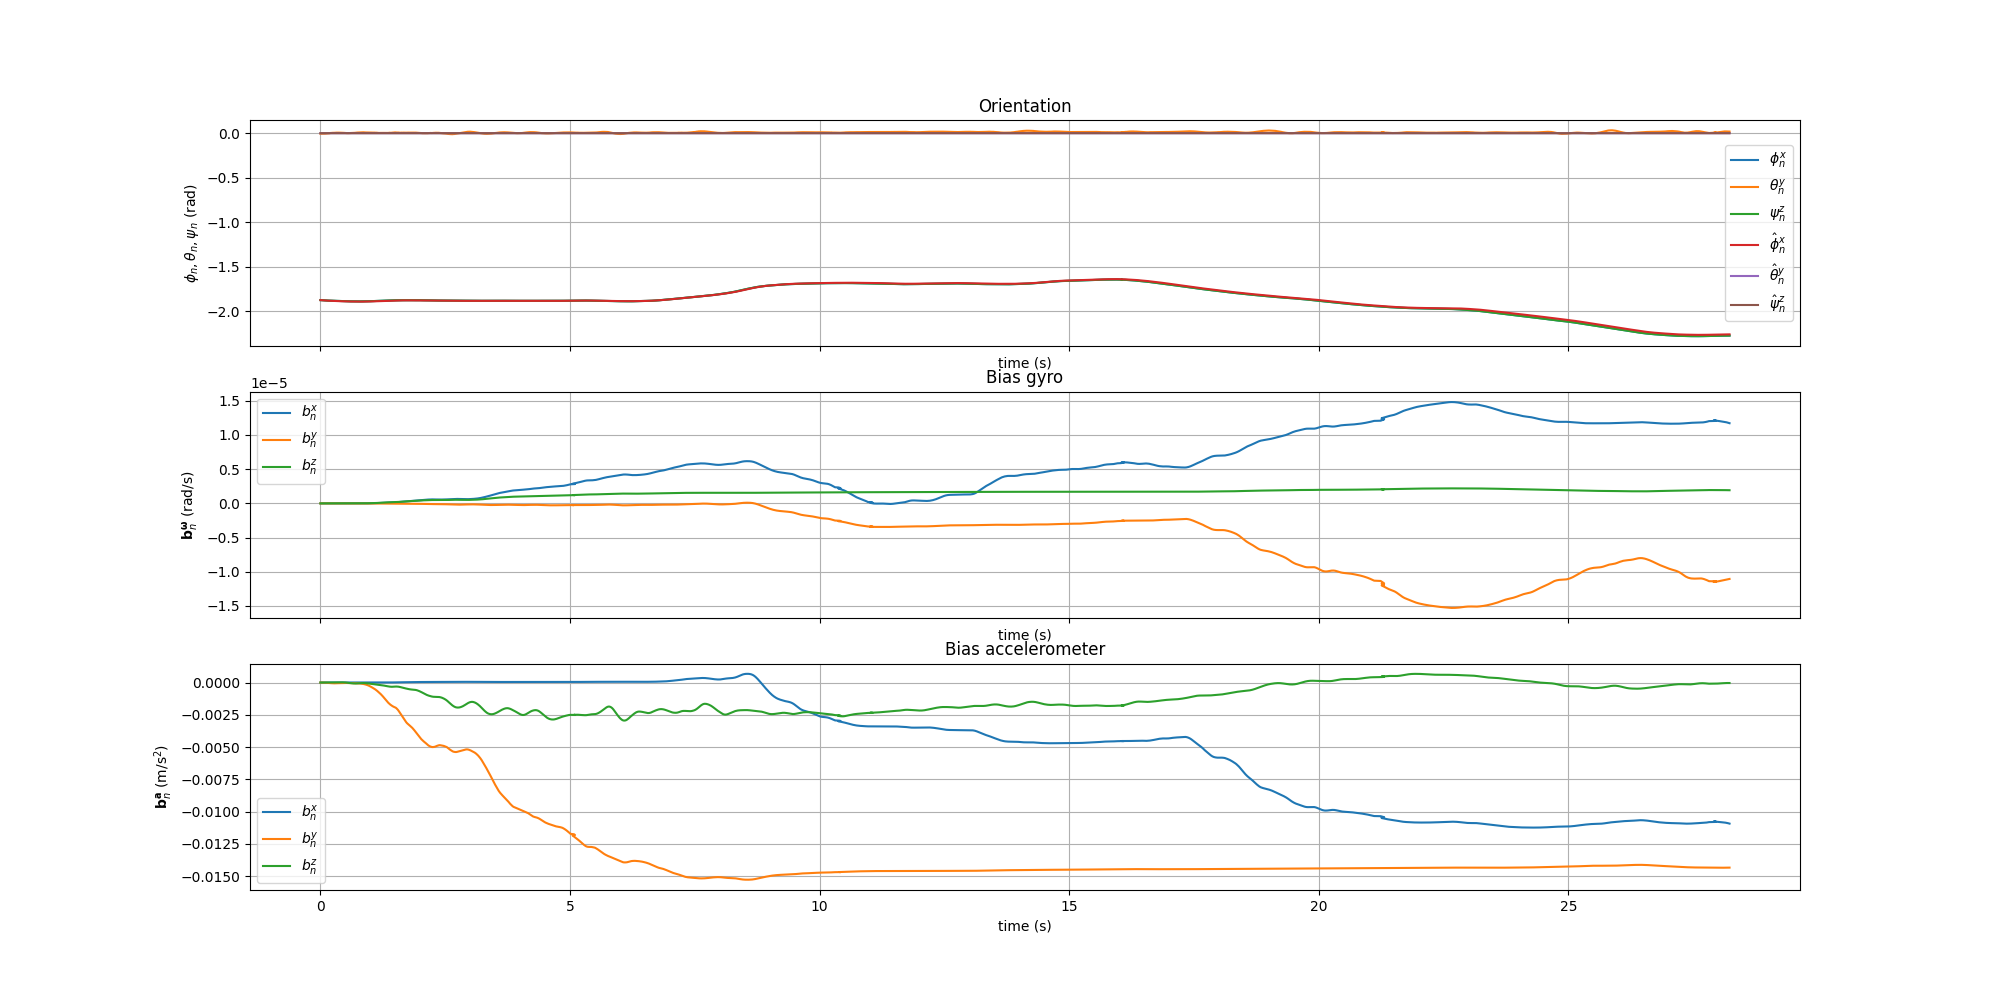 Orientation
0.0
−0.5
−1.0
−1.5
−2.0
ϕₙ, θₙ, ψₙ (rad)
ϕₙˣ
θₙʸ
ψₙᶻ
ϕ̂ₙˣ
θ̂ₙʸ
ψ̂ₙᶻ
time (s)
Bias gyro
1e−5
1.5
1.0
0.5
0.0
−0.5
−1.0
−1.5
𝐛ₙ^𝛚 (rad/s)
bₙˣ
bₙʸ
bₙᶻ
time (s)
Bias accelerometer
0.0000
−0.0025
−0.0050
−0.0075
−0.0100
−0.0125
−0.0150
𝐛ₙ^𝐚 (m/s²)
bₙˣ
bₙʸ
bₙᶻ
0 5 10 15 20 25
time (s)